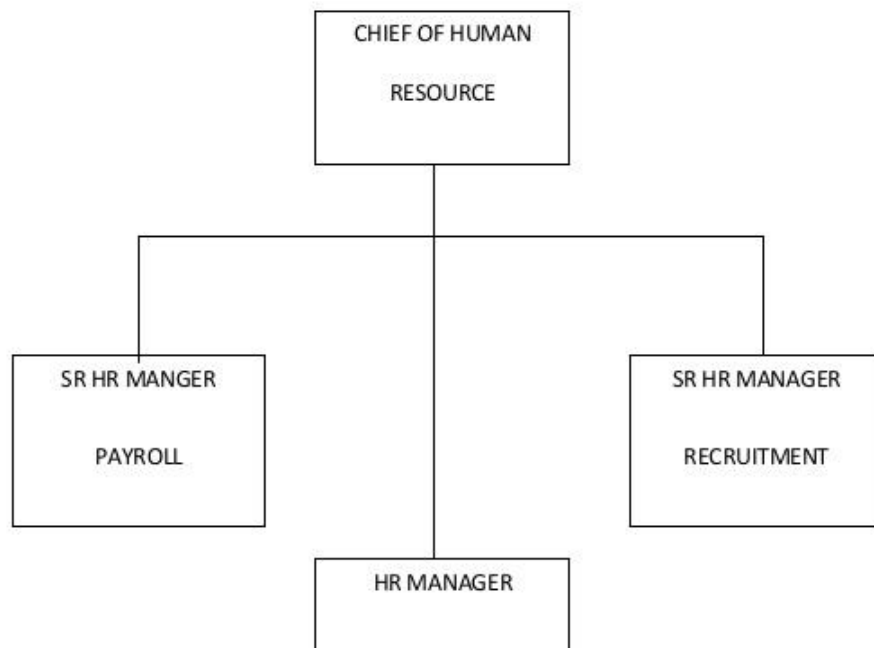 CHIEF OF HUMAN
RESOURCE
SR HR MANGER
PAYROLL
SR HR MANAGER
RECRUITMENT
HR MANAGER